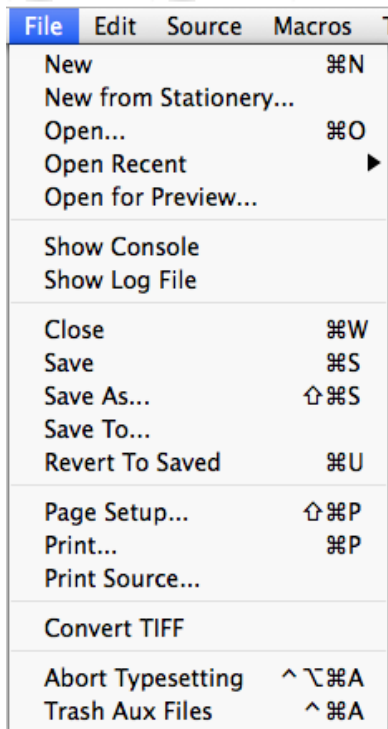 File Edit Source Macros
New ⌘N
New from Stationery...
Open... ⌘O
Open Recent ▶
Open for Preview...
Show Console
Show Log File
Close ⌘W
Save ⌘S
Save As... ⇧⌘S
Save To...
Revert To Saved ⌘U
Page Setup... ⇧⌘P
Print... ⌘P
Print Source...
Convert TIFF
Abort Typesetting ^⌥⌘A
Trash Aux Files ^⌘A